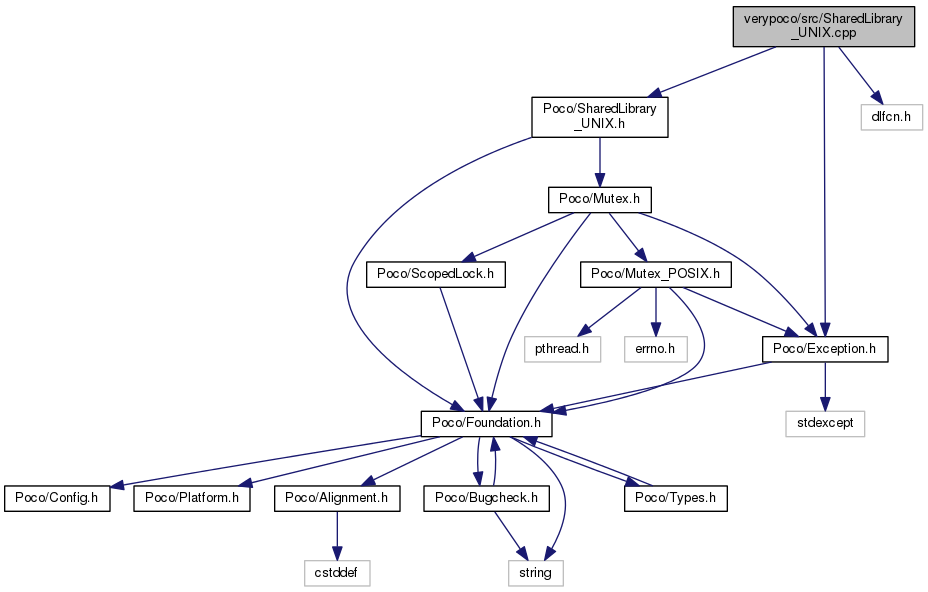 verypoco/src/SharedLibrary
_UNIX.cpp
Poco/SharedLibrary
_UNIX.h
dlfcn.h
Poco/Mutex.h
Poco/ScopedLock.h
Poco/Mutex_POSIX.h
pthread.h
errno.h
Poco/Exception.h
Poco/Foundation.h
stdexcept
Poco/Config.h
Poco/Platform.h
Poco/Alignment.h
Poco/Bugcheck.h
Poco/Types.h
cstddef
string